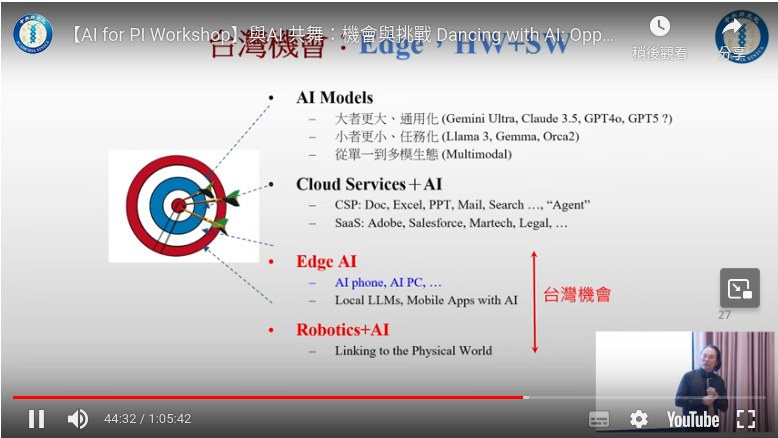 【AI for PI Workshop】與AI 共舞：機會與挑戰 Dancing with AI: Opp...
稍後觀看
分享
台灣機會：Edge，HW+SW
• AI Models
– 大者更大、通用化 (Gemini Ultra, Claude 3.5, GPT4o, GPT5 ?)
– 小者更小、任務化 (Llama 3, Gemma, Orca2)
– 從單一到多模生態 (Multimodal)
• Cloud Services＋AI
– CSP: Doc, Excel, PPT, Mail, Search …, “Agent”
– SaaS: Adobe, Salesforce, Martech, Legal, …
• Edge AI
– AI phone, AI PC, …
– Local LLMs, Mobile Apps with AI
台灣機會
• Robotics+AI
– Linking to the Physical World
27
44:32 / 1:05:42
YouTube